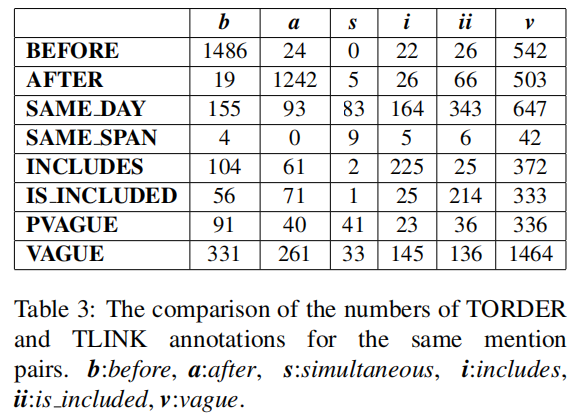 b a s i ii v
BEFORE 1486 24 0 22 26 542
AFTER 19 1242 5 26 66 503
SAME_DAY 155 93 83 164 343 647
SAME_SPAN 4 0 9 5 6 42
INCLUDES 104 61 2 225 25 372
IS_INCLUDED 56 71 1 25 214 333
PVAGUE 91 40 41 23 36 336
VAGUE 331 261 33 145 136 1464
Table 3: The comparison of the numbers of TORDER
and TLINK annotations for the same mention
pairs. b:before, a:after, s:simultaneous, i:includes,
ii:is_included, v:vague.